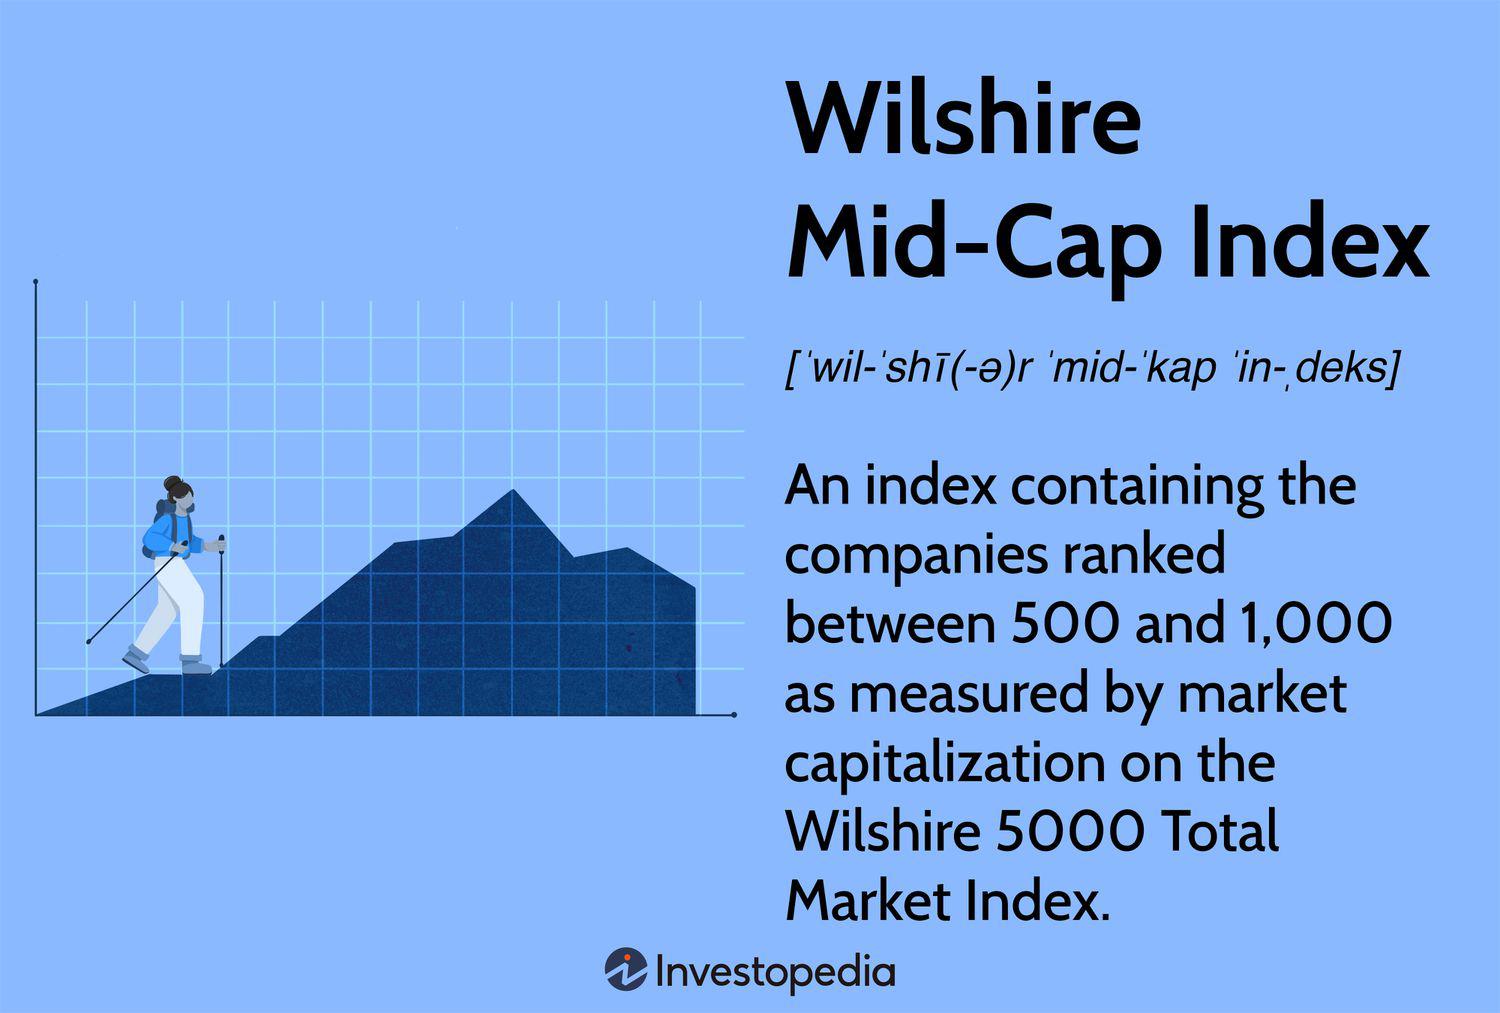 Wilshire
Mid-Cap Index
[ˈwil-ˈshī(-ə)r ˈmid-ˈkap ˈin-ˌdeks]
An index containing the
companies ranked
between 500 and 1,000
as measured by market
capitalization on the
Wilshire 5000 Total
Market Index.
Investopedia